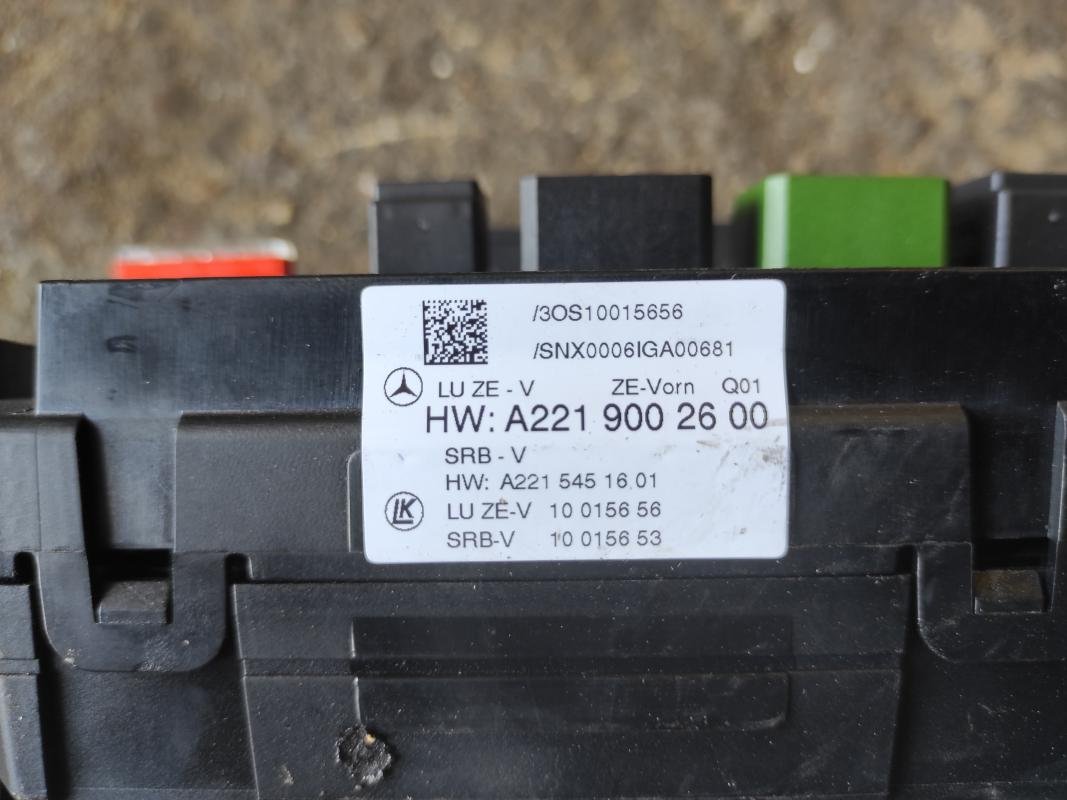 /3OS10015656
/SNX0006IGA00681
LU ZE - V ZE-Vorn Q01
HW: A221 900 26 00
SRB - V
HW: A221 545 16 01
LK
LU ZE-V 10 0156 56
SRB-V 10 0156 53